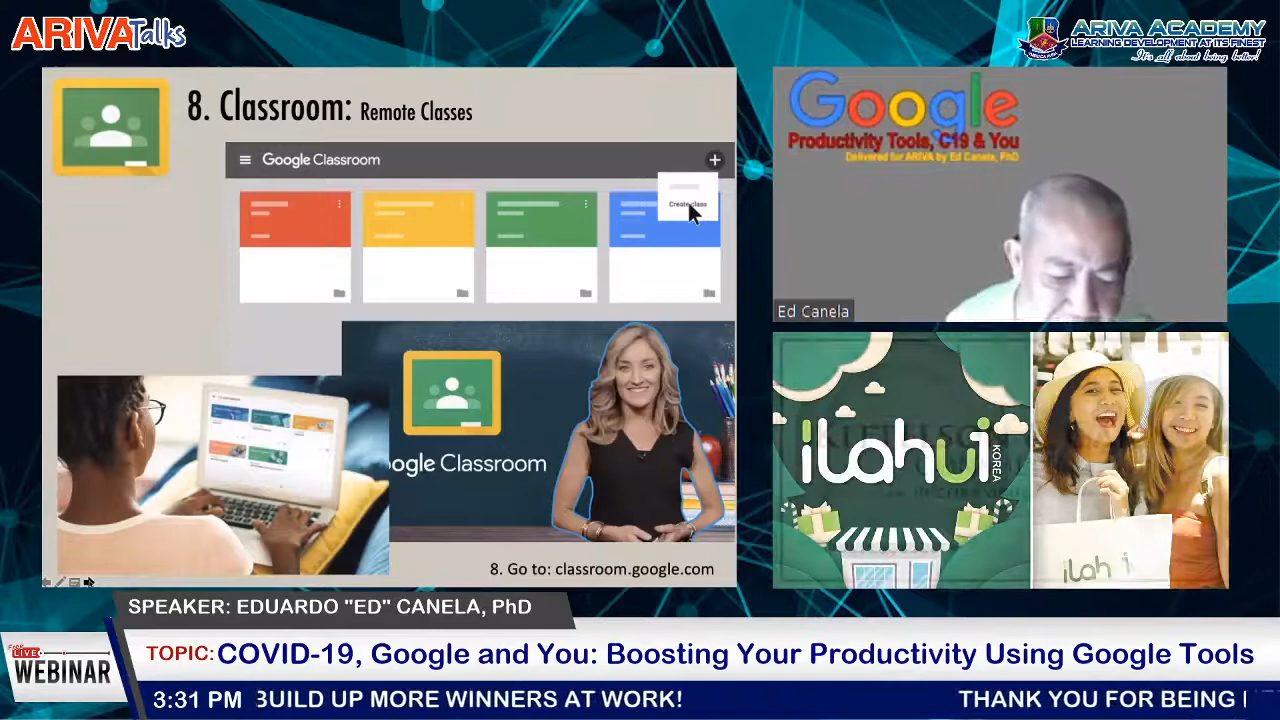 ARIVATalks
ARIVA ACADEMY
LEARNING DEVELOPMENT AT ITS FINEST
It's all about being better!
8. Classroom: Remote Classes
Google Classroom
Create class
ogle Classroom
8. Go to: classroom.google.com
Google
Productivity Tools, C19 & You
Delivered for ARIVA by Ed Canela, PhD
Ed Canela
ilahui
KOREA
ilahui
SPEAKER: EDUARDO "ED" CANELA, PhD
Free
LIVE
WEBINAR
TOPIC: COVID-19, Google and You: Boosting Your Productivity Using Google Tools
3:31 PM BUILD UP MORE WINNERS AT WORK! THANK YOU FOR BEING